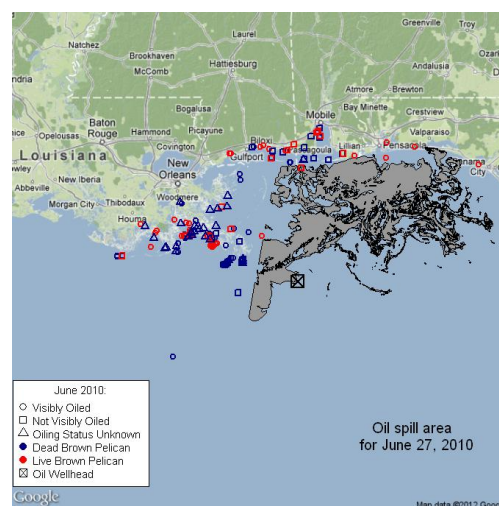 Natchez
Laurel
Greenville
Troy
Brookhaven
Andalusia
McComb
Hattiesburg
Atmore
Brewton
Bogalusa
Mobile
Bay Minette
Crestview
Baton Rouge
Hammond
Picayune
Valparaiso
Opelousas
Covington
Biloxi
Pascagoula
Lillian
Pensacola
Louisiana
Gulfport
Panama City
New Orleans
New Iberia
Woodmere
Abbeville
Thibodaux
Morgan City
Houma
June 2010:
Visibly Oiled
Not Visibly Oiled
Oiling Status Unknown
Dead Brown Pelican
Live Brown Pelican
Oil Wellhead
Oil spill area
for June 27, 2010
Google
Map data ©2012 Goog